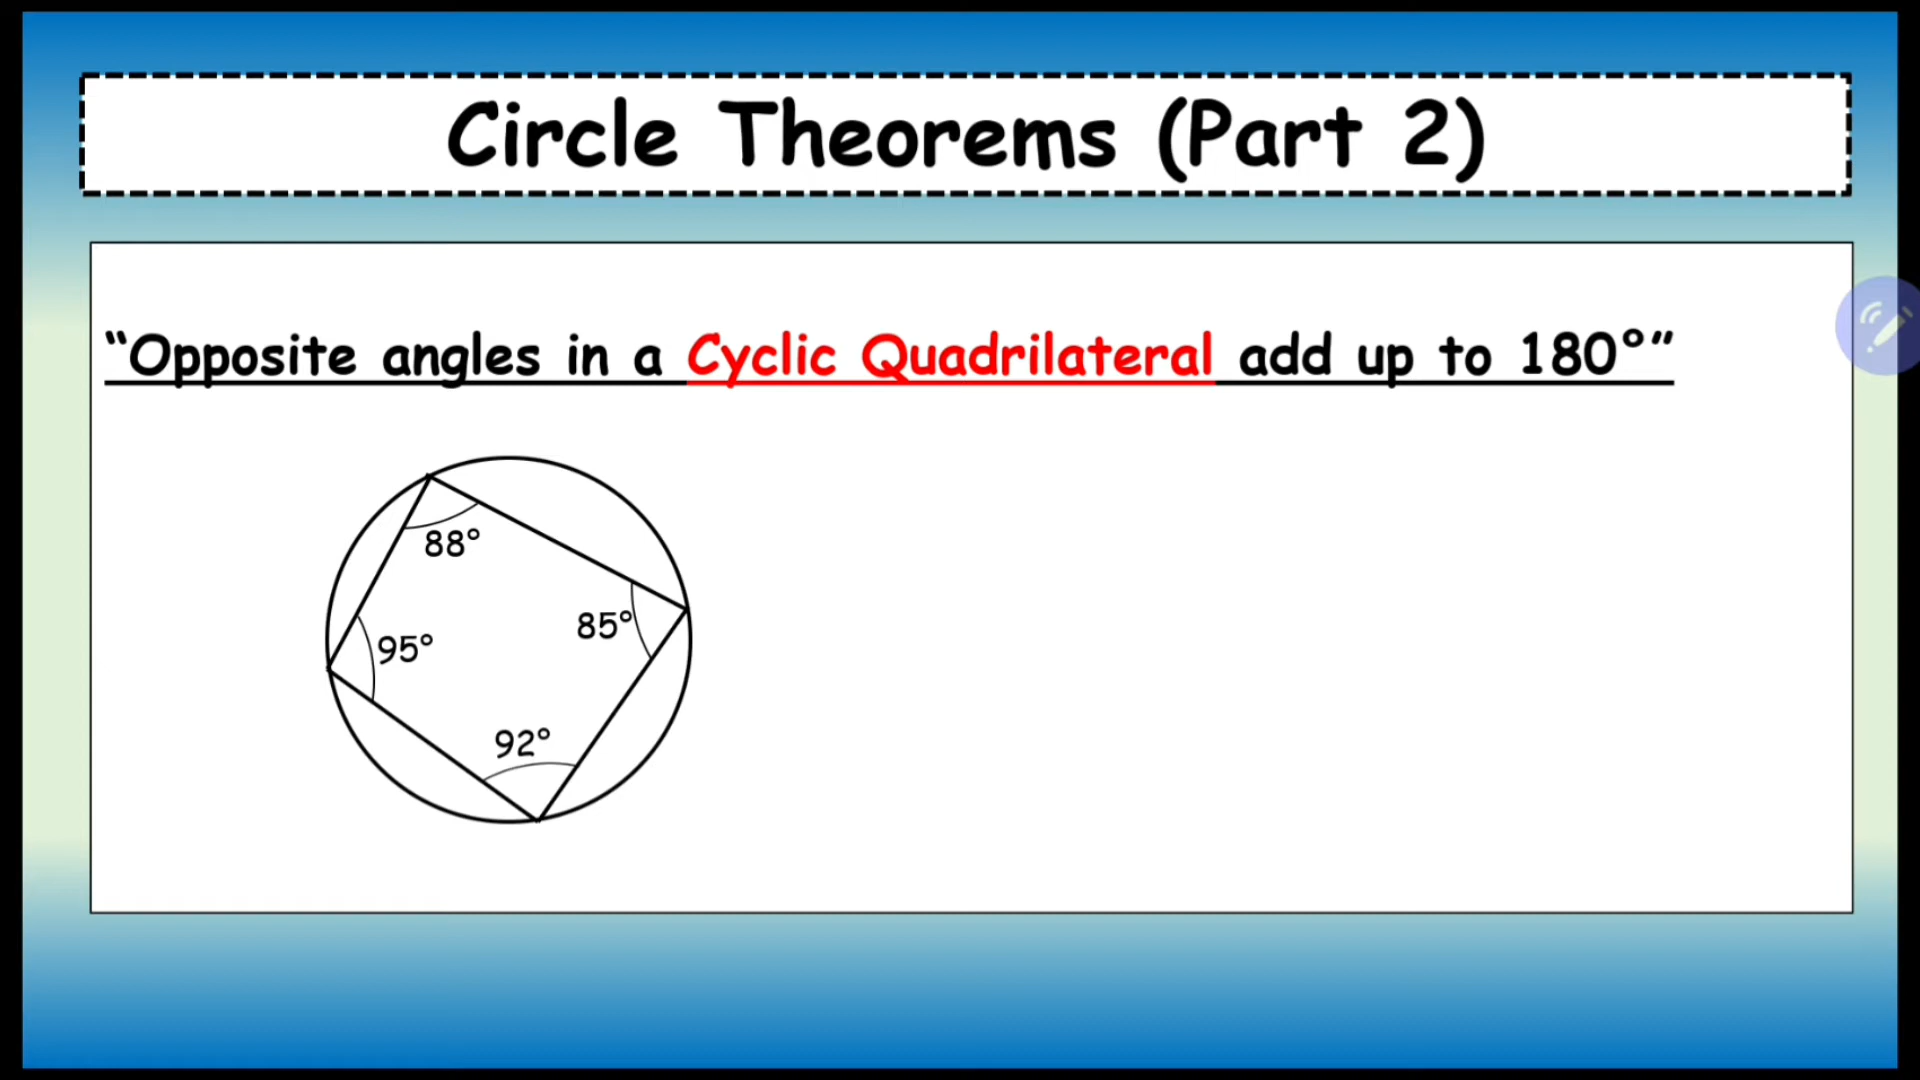 Circle Theorems (Part 2)
“Opposite angles in a Cyclic Quadrilateral add up to 180°”
88°
85°
95°
92°